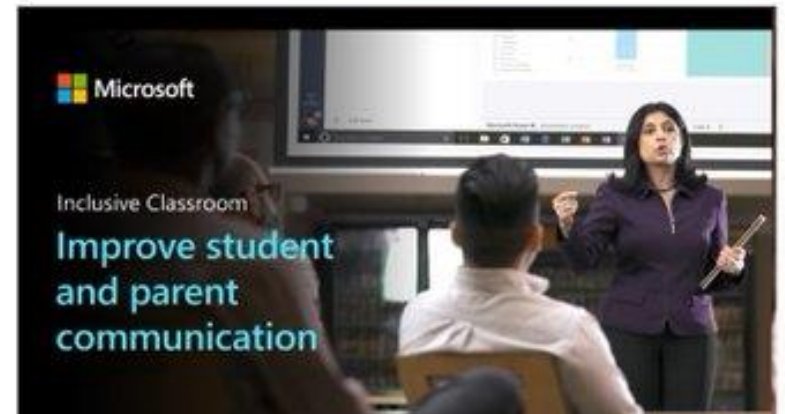 Microsoft
Inclusive Classroom
Improve student
and parent
communication